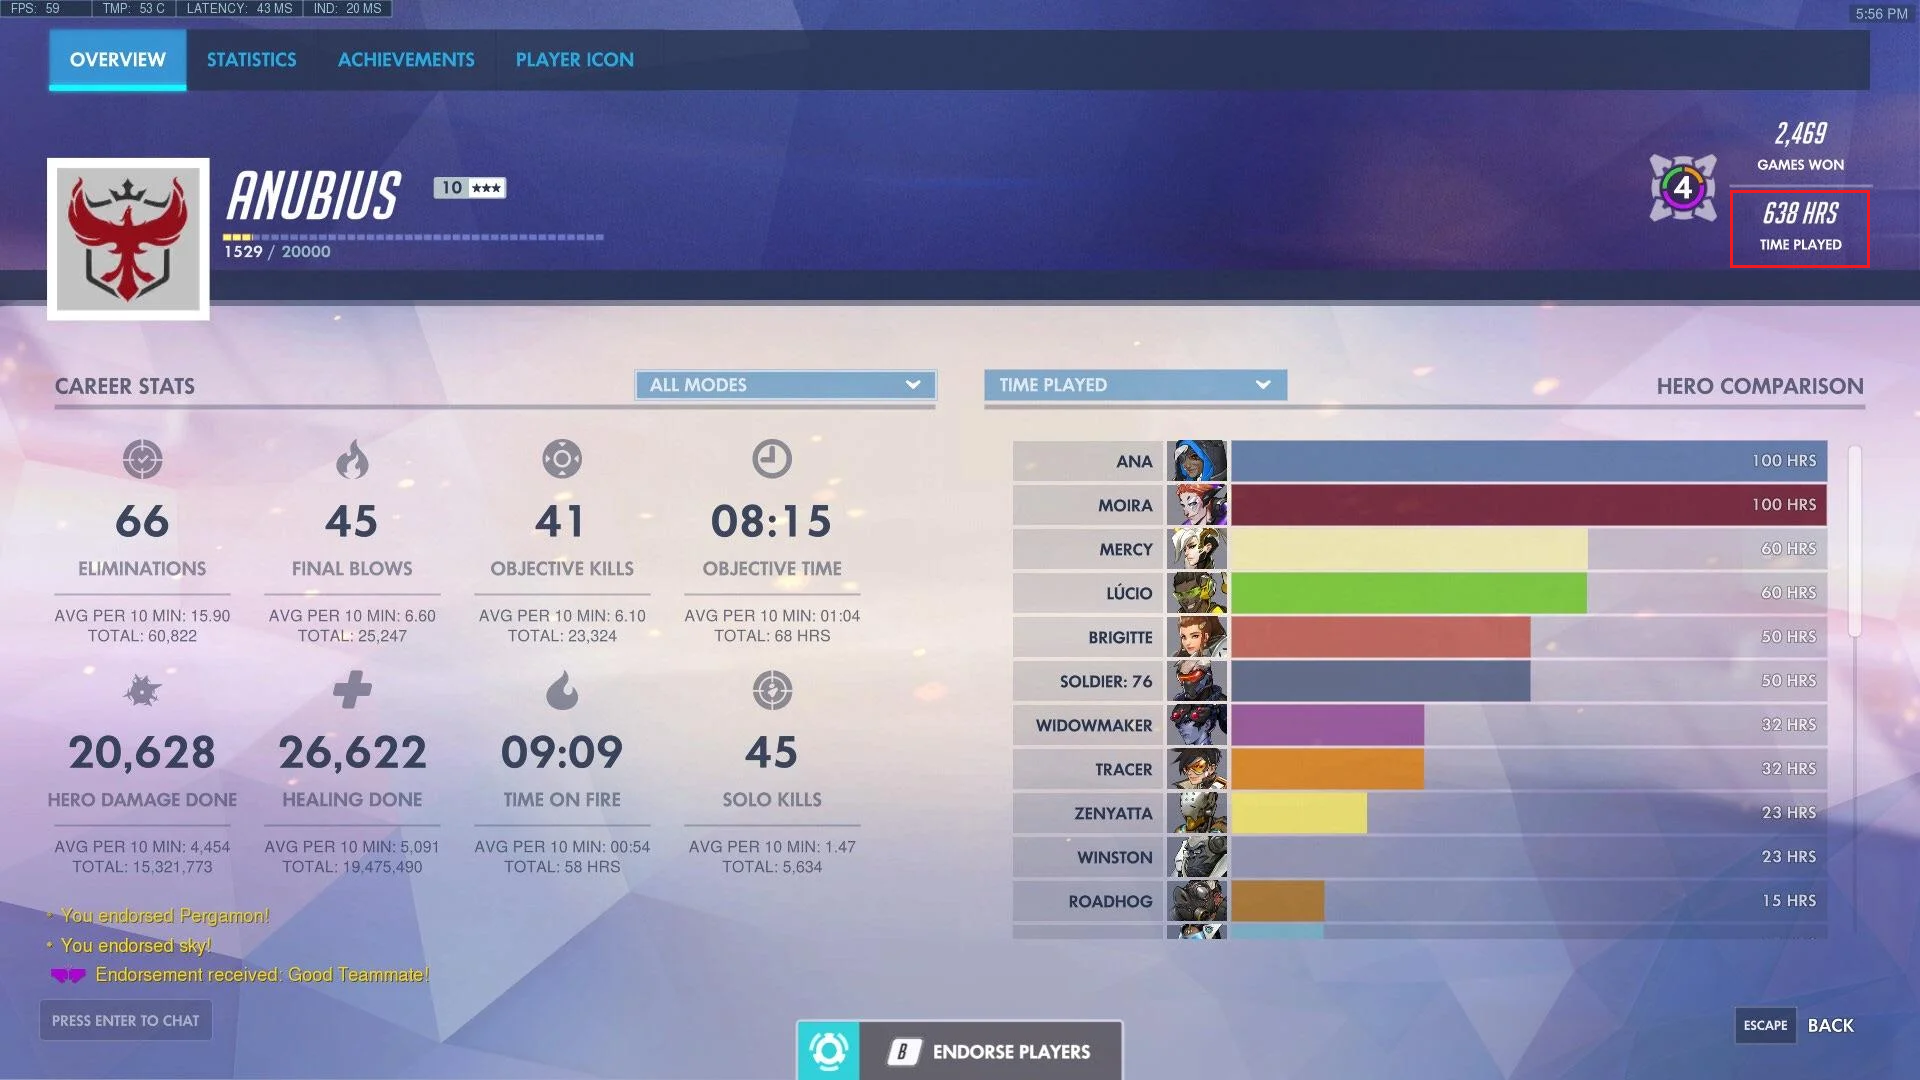 FPS: 59 TMP: 53 C LATENCY: 43 MS IND: 20 MS
5:56 PM
OVERVIEW STATISTICS ACHIEVEMENTS PLAYER ICON
2,469
GAMES WON
ANUBIUS 10 ★★★
4
638 HRS
TIME PLAYED
1529 / 20000
CAREER STATS
ALL MODES
TIME PLAYED
HERO COMPARISON
66 45 41 08:15
ELIMINATIONS FINAL BLOWS OBJECTIVE KILLS OBJECTIVE TIME
AVG PER 10 MIN: 15.90 AVG PER 10 MIN: 6.60 AVG PER 10 MIN: 6.10 AVG PER 10 MIN: 01:04
TOTAL: 60,822 TOTAL: 25,247 TOTAL: 23,324 TOTAL: 68 HRS
20,628 26,622 09:09 45
HERO DAMAGE DONE HEALING DONE TIME ON FIRE SOLO KILLS
AVG PER 10 MIN: 4,454 AVG PER 10 MIN: 5,091 AVG PER 10 MIN: 00:54 AVG PER 10 MIN: 1.47
TOTAL: 15,321,773 TOTAL: 19,475,490 TOTAL: 58 HRS TOTAL: 5,634
ANA 100 HRS
MOIRA 100 HRS
MERCY 60 HRS
LÚCIO 60 HRS
BRIGITTE 50 HRS
SOLDIER: 76 50 HRS
WIDOWMAKER 32 HRS
TRACER 32 HRS
ZENYATTA 23 HRS
WINSTON 23 HRS
ROADHOG 15 HRS
You endorsed Pergamon!
You endorsed sky!
Endorsement received: Good Teammate!
PRESS ENTER TO CHAT
B ENDORSE PLAYERS
ESCAPE BACK